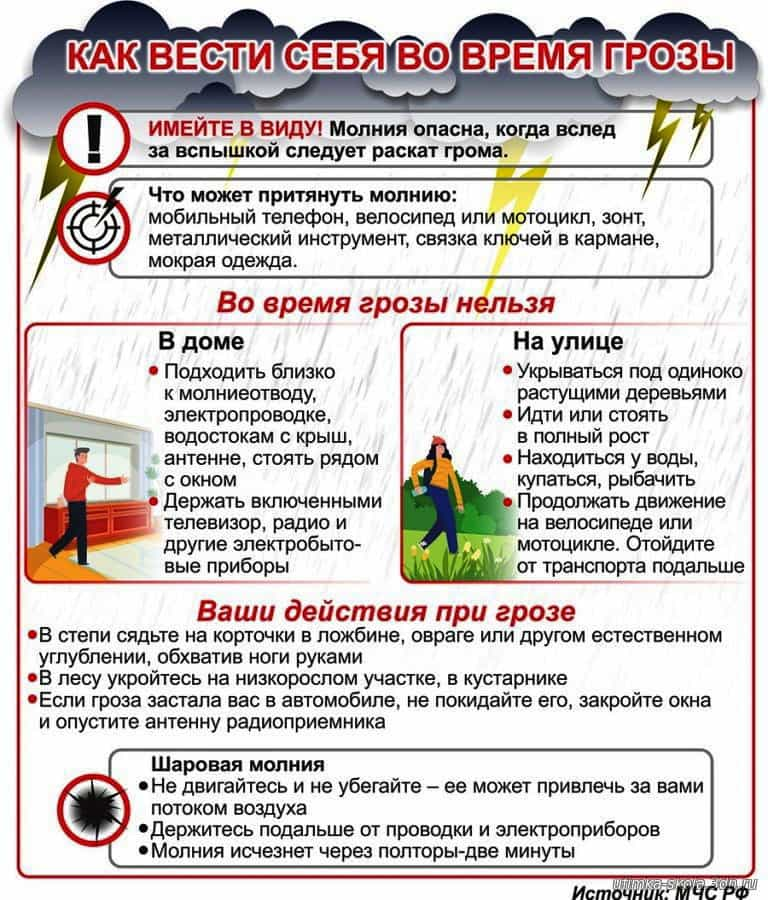 КАК ВЕСТИ СЕБЯ ВО ВРЕМЯ ГРОЗЫ
ИМЕЙТЕ В ВИДУ! Молния опасна, когда вслед
за вспышкой следует раскат грома.
Что может притянуть молнию:
мобильный телефон, велосипед или мотоцикл, зонт,
металлический инструмент, связка ключей в кармане,
мокрая одежда.
Во время грозы нельзя
В доме
• Подходить близко
к молниеотводу,
электропроводке,
водостокам с крыш,
антенне, стоять рядом
с окном
• Держать включенными
телевизор, радио и
другие электробыто-
вые приборы
На улице
• Укрываться под одиноко
растущими деревьями
• Идти или стоять
в полный рост
• Находиться у воды,
купаться, рыбачить
• Продолжать движение
на велосипеде или
мотоцикле. Отойдите
от транспорта подальше
Ваши действия при грозе
• В степи сядьте на корточки в ложбине, овраге или другом естественном
углублении, обхватив ноги руками
• В лесу укройтесь на низкорослом участке, в кустарнике
• Если гроза застала вас в автомобиле, не покидайте его, закройте окна
и опустите антенну радиоприемника
Шаровая молния
• Не двигайтесь и не убегайте – ее может привлечь за вами
потоком воздуха
• Держитесь подальше от проводки и электроприборов
• Молния исчезнет через полторы-две минуты
utimka-skola.3dn.ru
Источник: МЧС РФ